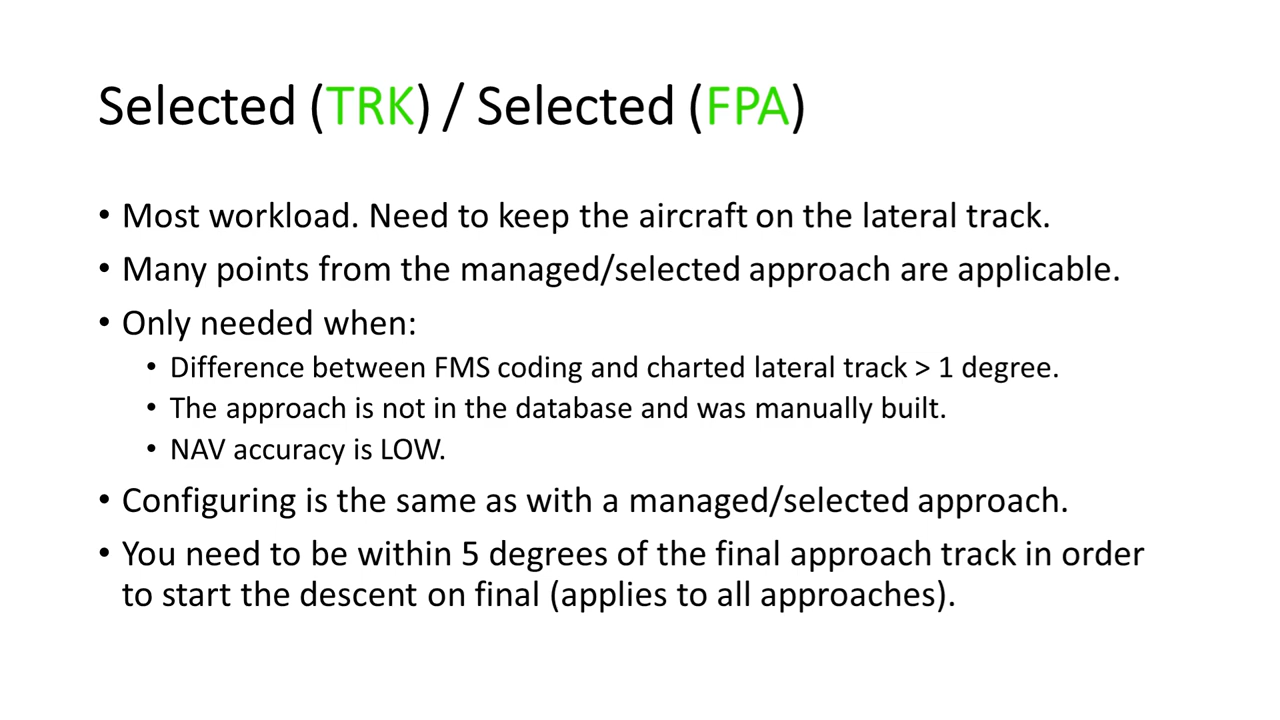 Selected (TRK) / Selected (FPA)
• Most workload. Need to keep the aircraft on the lateral track.
• Many points from the managed/selected approach are applicable.
• Only needed when:
• Difference between FMS coding and charted lateral track > 1 degree.
• The approach is not in the database and was manually built.
• NAV accuracy is LOW.
• Configuring is the same as with a managed/selected approach.
• You need to be within 5 degrees of the final approach track in order
to start the descent on final (applies to all approaches).